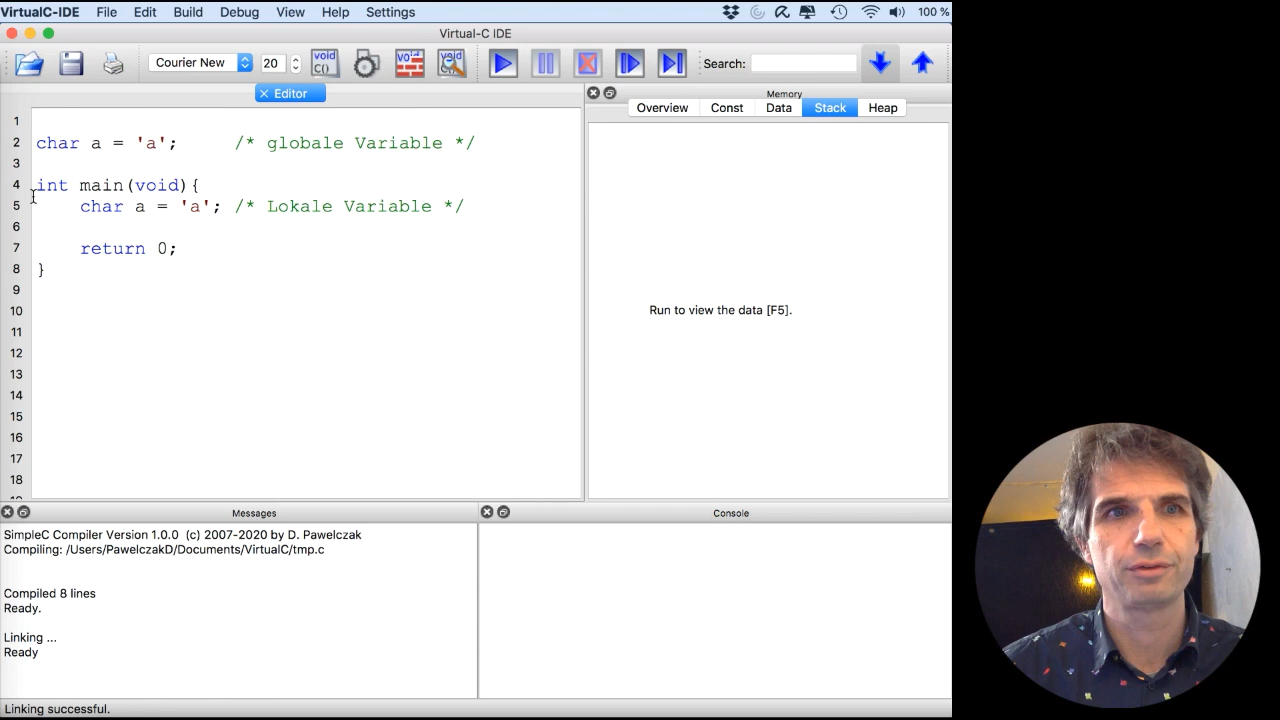 VirtualC-IDE File Edit Build Debug View Help Settings 100 %
Virtual-C IDE
Courier New 20 void C() Search:
Editor
Memory
Overview Const Data Stack Heap
1
2 char a = 'a'; /* globale Variable */
3
4 int main(void){
5 char a = 'a'; /* Lokale Variable */
6
7 return 0;
8 }
9
10
11
12
13
14
15
16
17
18
Run to view the data [F5].
Messages
SimpleC Compiler Version 1.0.0 (c) 2007-2020 by D. Pawelczak
Compiling: /Users/PawelczakD/Documents/VirtualC/tmp.c
Compiled 8 lines
Ready.
Linking ...
Ready
Console
Linking successful.